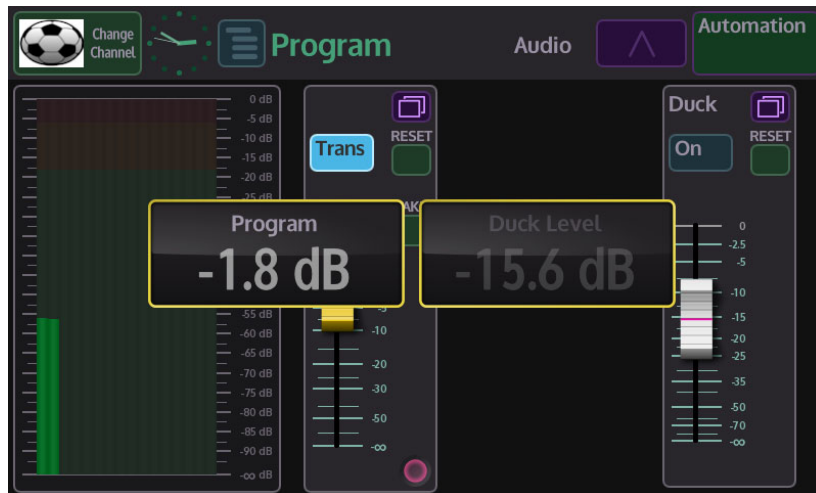 Change
Channel
Program
Audio
Automation
0 dB
-5 dB
-10 dB
-15 dB
-20 dB
-25 dB
-55 dB
-60 dB
-65 dB
-70 dB
-75 dB
-80 dB
-85 dB
-90 dB
-∞ dB
Trans
RESET
Program
-1.8 dB
Duck Level
-15.6 dB
-10
-20
-30
-50
-∞
Duck
On
RESET
0
-2.5
-5
-10
-15
-20
-25
-35
-50
-70
-∞